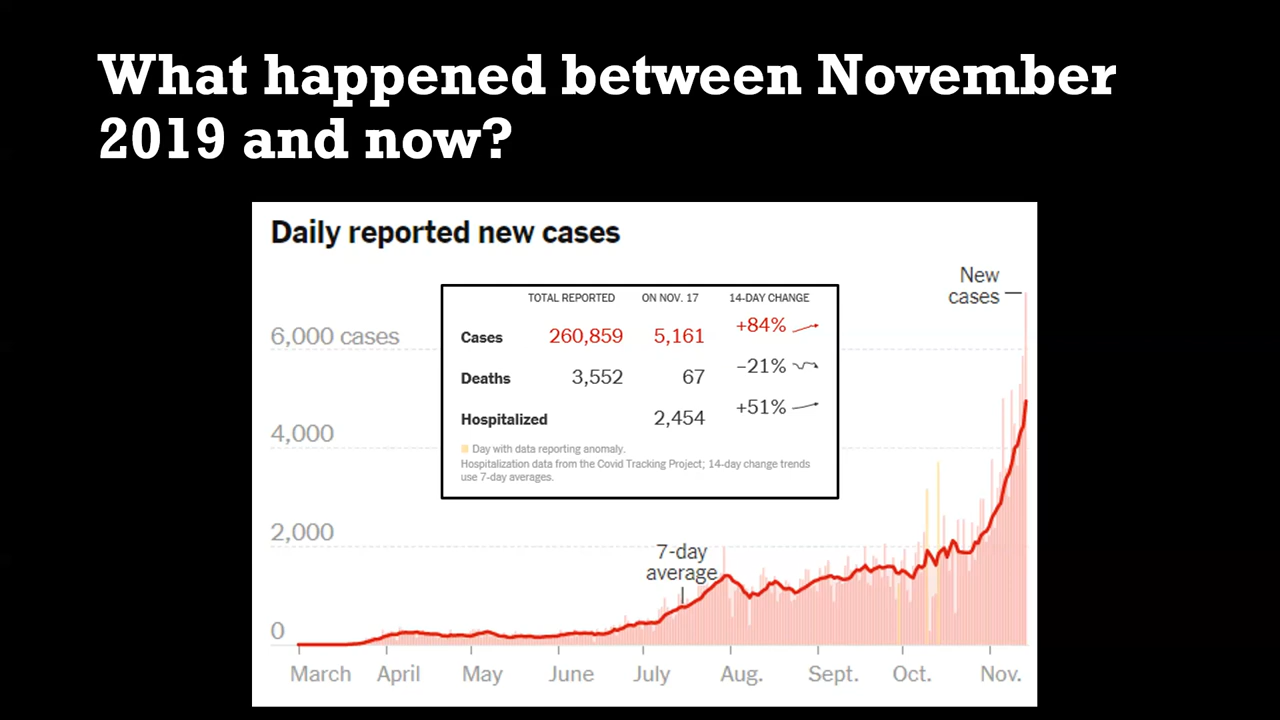 What happened between November
2019 and now?
Daily reported new cases
New
cases
TOTAL REPORTED ON NOV. 17 14-DAY CHANGE
Cases 260,859 5,161 +84%
Deaths 3,552 67 –21%
Hospitalized 2,454 +51%
Day with data reporting anomaly.
Hospitalization data from the Covid Tracking Project; 14-day change trends
use 7-day averages.
6,000 cases
4,000
2,000
7-day
average
0
March April May June July Aug. Sept. Oct. Nov.